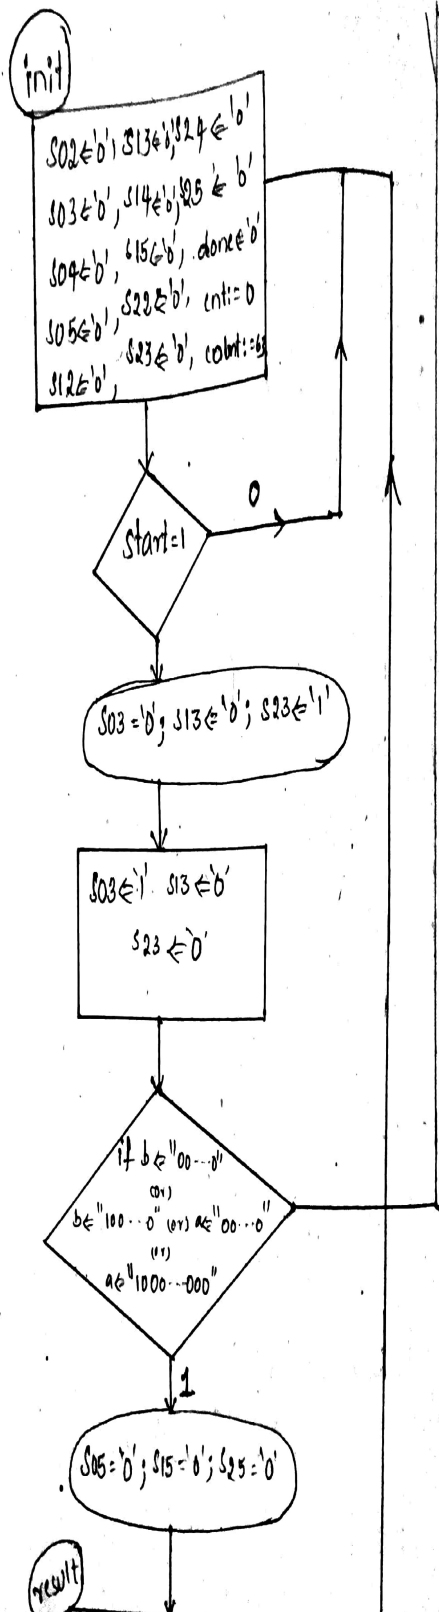 init
S02⇐'0', S13⇐'0', S24⇐'0'
S03⇐'0', S14⇐'0', S25⇐'0'
S04⇐'0', S15⇐'0', done⇐'0'
S05⇐'0', S22⇐'0', cnt:=0
S12⇐'0', S23⇐'0',
start=1
0
S03='0'; S13⇐'0'; S23⇐'1'
S03⇐'1' S13⇐'0'
S23⇐'0'
if b⇐"00---0"
(or)
b⇐"100---0" (or) a⇐"00---0"
(or)
a⇐"1000---000"
1
S05='0'; S15='0'; S25='0'
result